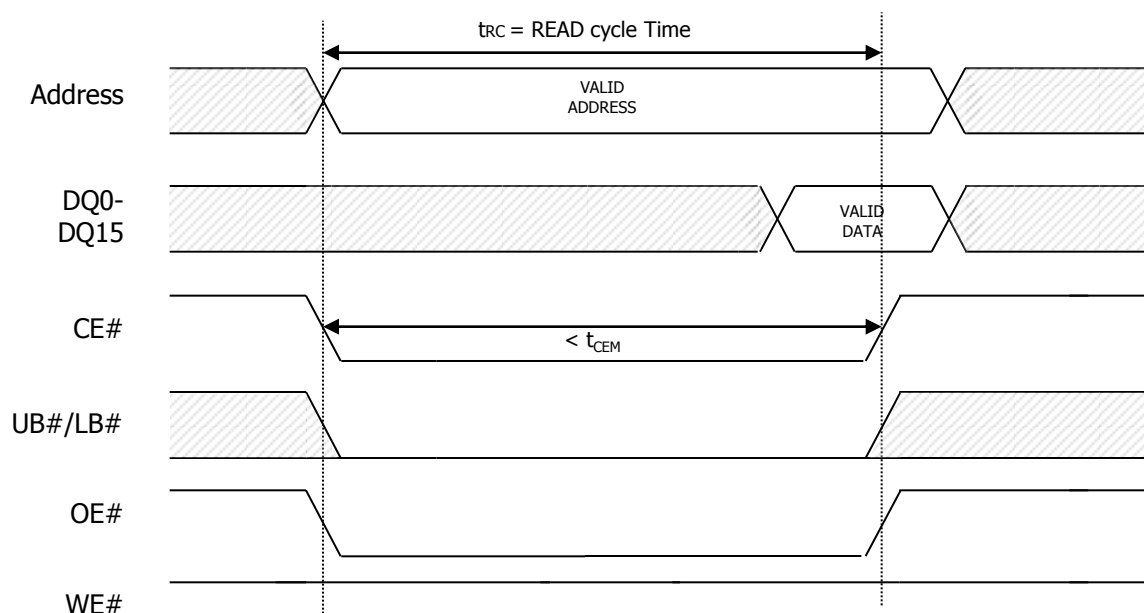 tRC = READ cycle Time
Address
VALID
ADDRESS
DQ0-
DQ15
VALID
DATA
CE#
< tCEM
UB#/LB#
OE#
WE#